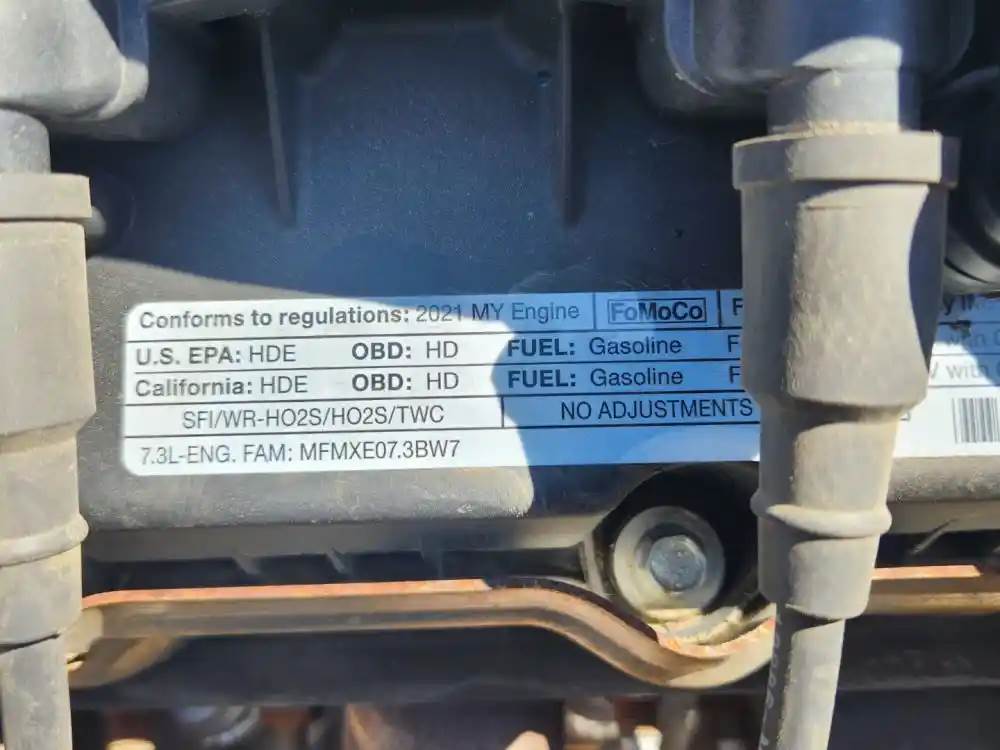 Conforms to regulations: 2021 MY Engine FoMoCo
U.S. EPA: HDE OBD: HD FUEL: Gasoline
California: HDE OBD: HD FUEL: Gasoline with
SFI/WR-HO2S/HO2S/TWC NO ADJUSTMENTS
7.3L-ENG. FAM: MFMXE07.3BW7